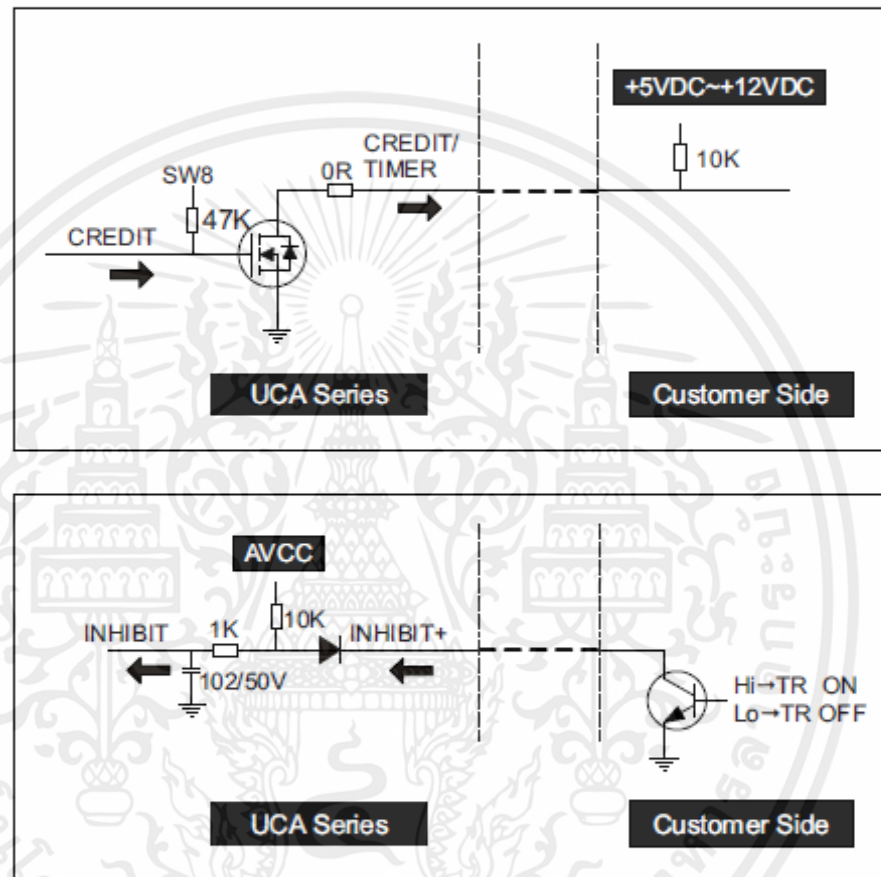 +5VDC~+12VDC
CREDIT/
TIMER
0R
10K
SW8
47K
CREDIT
UCA Series
Customer Side
AVCC
10K
INHIBIT
1K
INHIBIT+
102/50V
Hi→TR ON
Lo→TR OFF
UCA Series
Customer Side